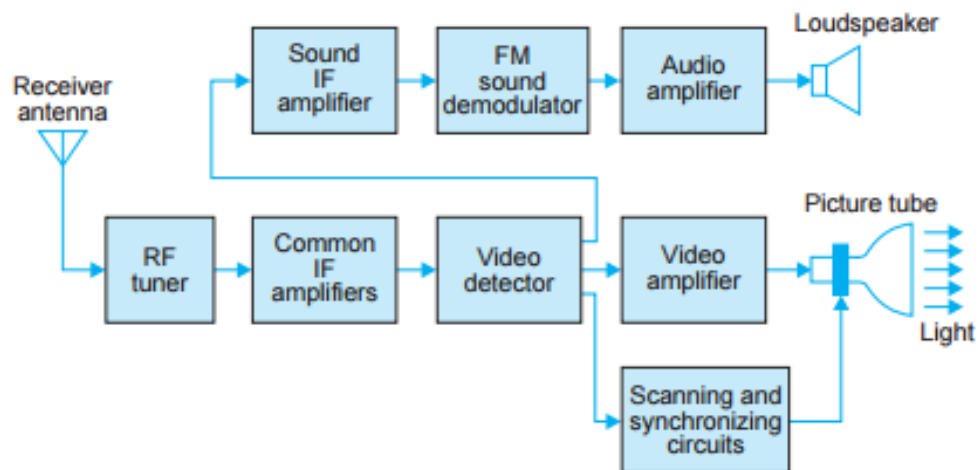 Loudspeaker
Sound
IF
amplifier
FM
sound
demodulator
Audio
amplifier
Receiver
antenna
Picture tube
RF
tuner
Common
IF
amplifiers
Video
detector
Video
amplifier
Light
Scanning and
synchronizing
circuits